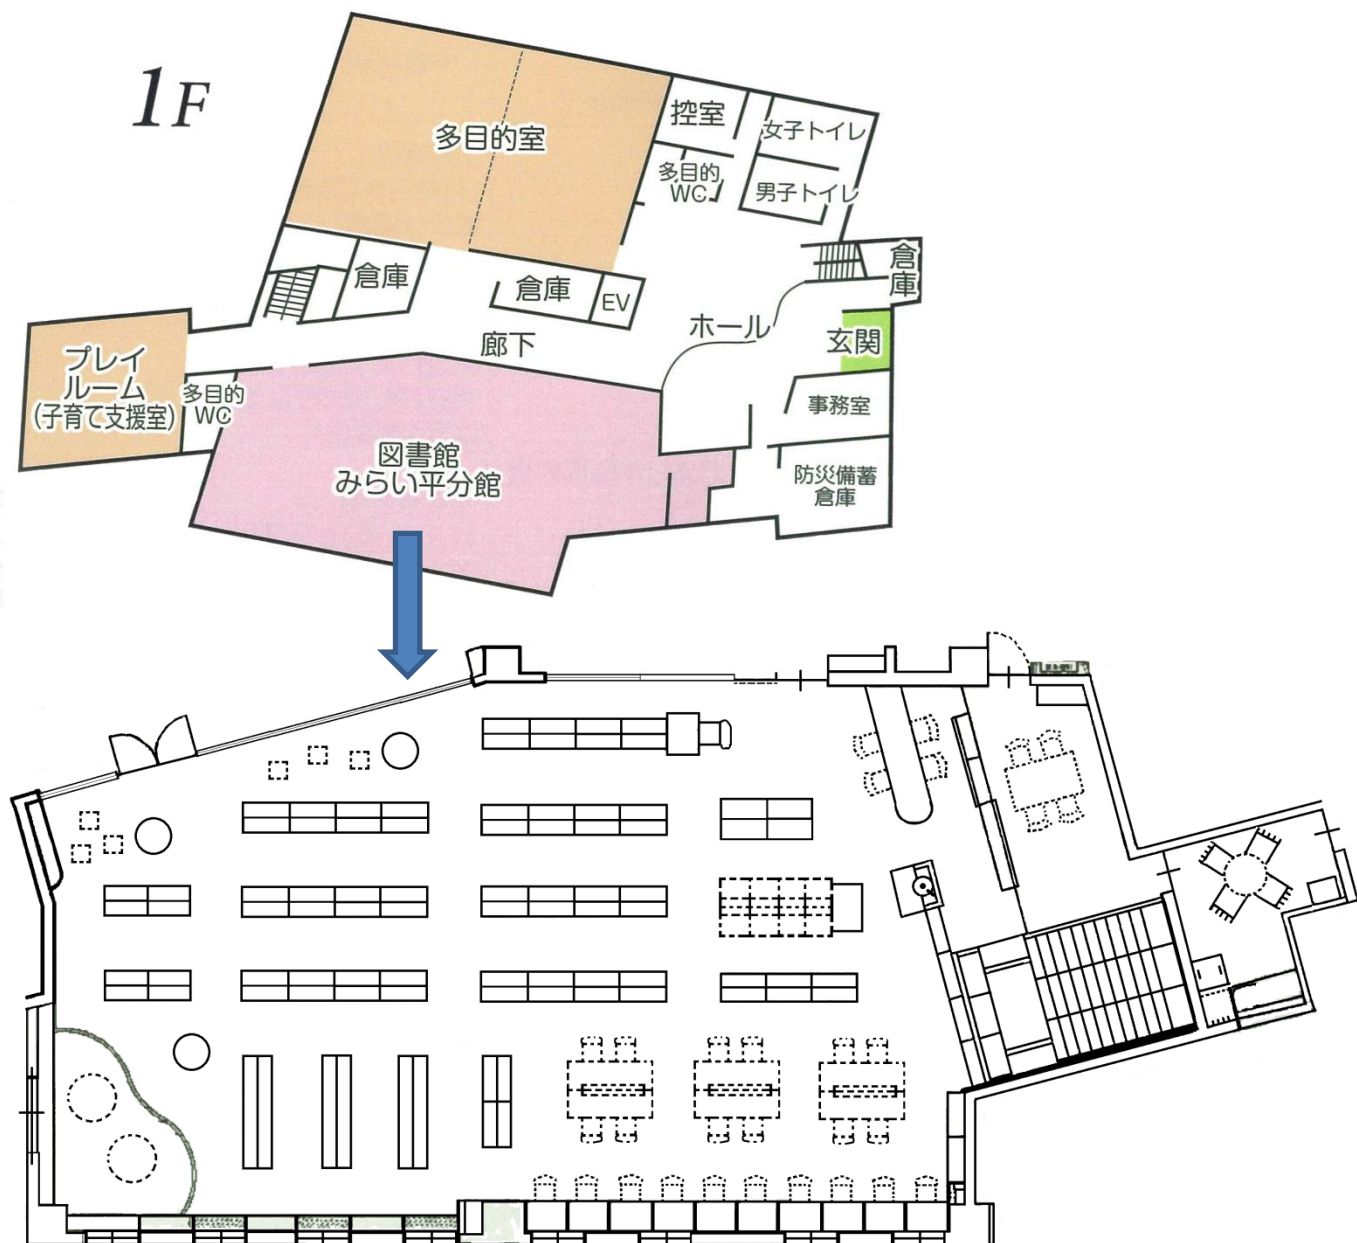 1F
多目的室
控室
女子トイレ
多目的
WC
男子トイレ
倉庫
倉庫
EV
倉庫
ホール
玄関
廊下
プレイ
ルーム
(子育て支援室)
多目的
WC
事務室
図書館
みらい平分館
防災備蓄
倉庫